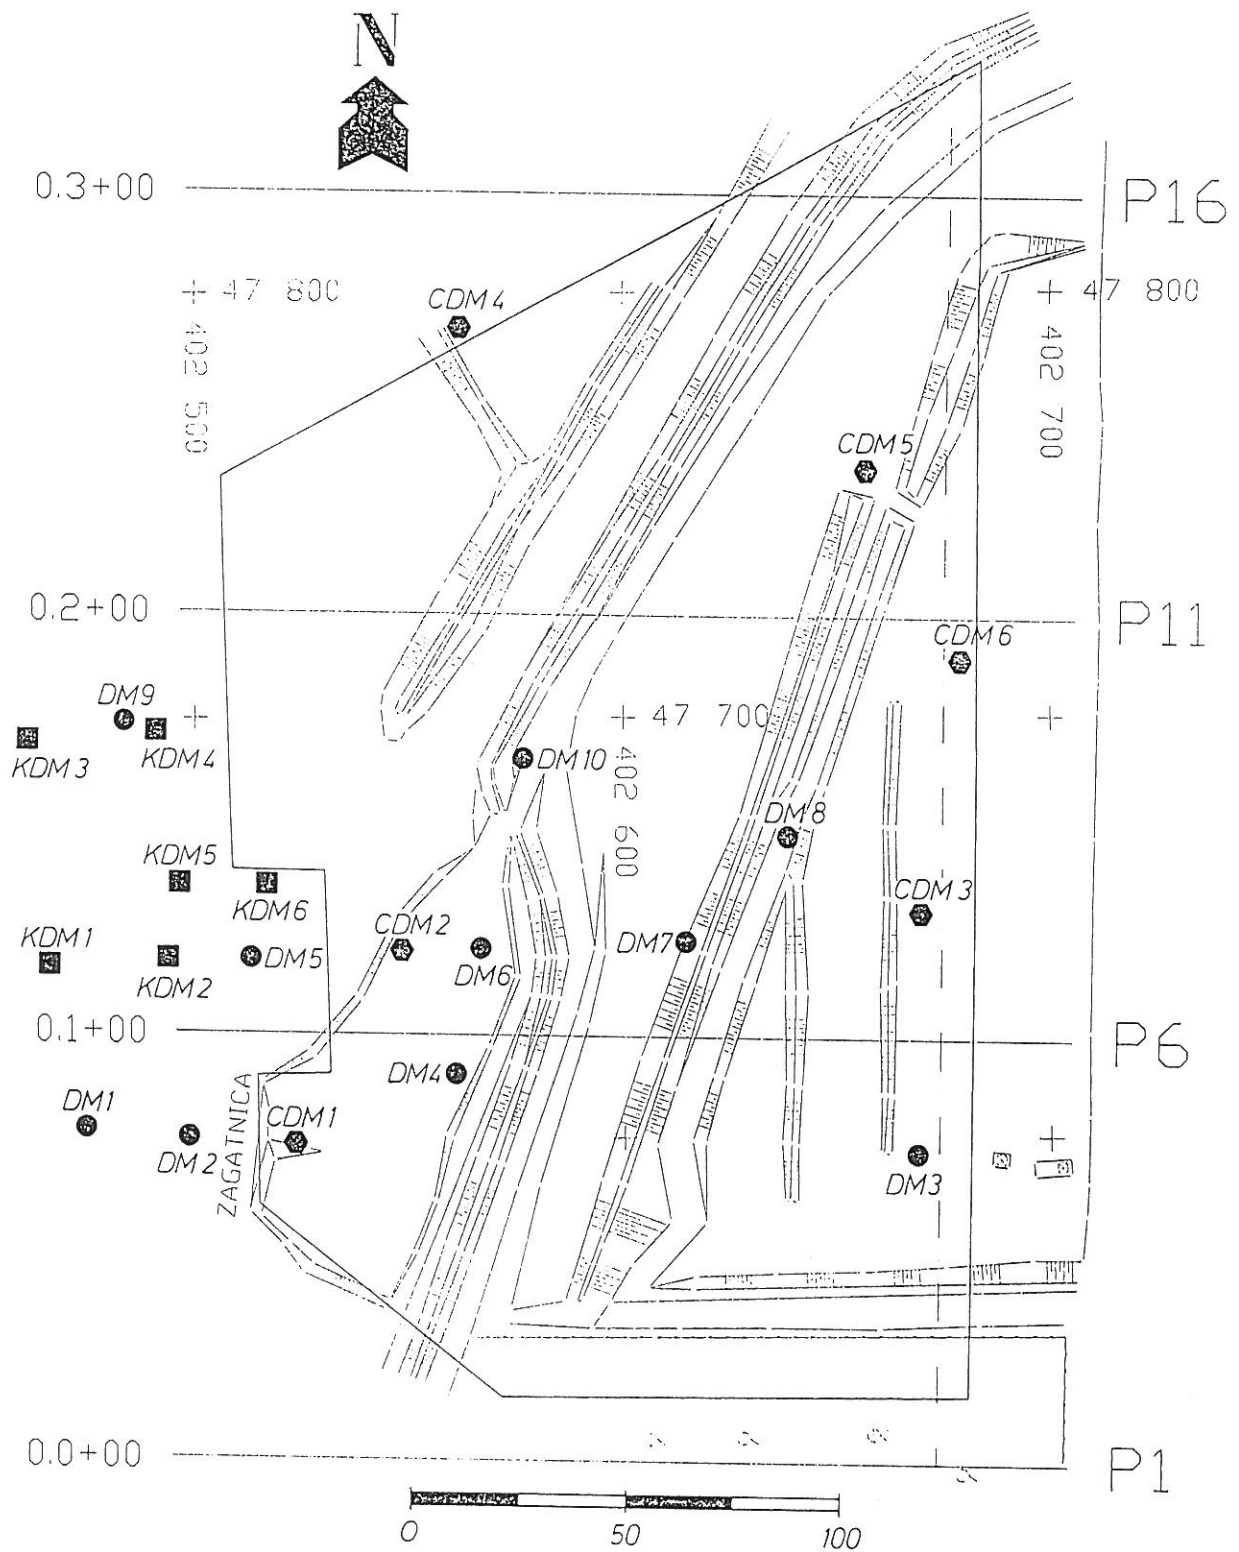 N
0.3+00
P16
+ 47 800
CDM4
+ 47 800
402 500
402 700
CDM5
0.2+00
P11
CDM6
DM9
KDM3
KDM4
+ 47 700
402 600
DM10
DM8
KDM5
KDM6
CDM3
KDM1
KDM2
DM5
CDM2
DM6
DM7
0.1+00
P6
DM4
DM1
DM2
ZAGATNICA
CDM1
DM3
0.0+00
P1
0
50
100